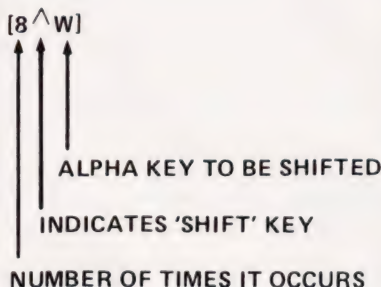 [8^W]
ALPHA KEY TO BE SHIFTED
INDICATES 'SHIFT' KEY
NUMBER OF TIMES IT OCCURS